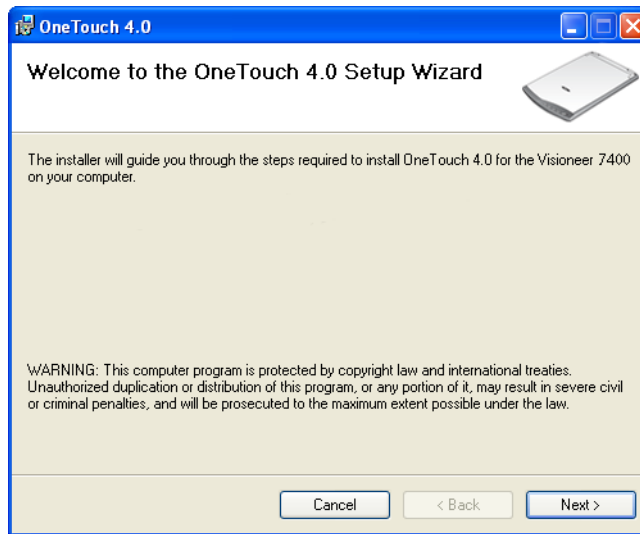 OneTouch 4.0
Welcome to the OneTouch 4.0 Setup Wizard
The installer will guide you through the steps required to install OneTouch 4.0 for the Visioneer 7400
on your computer.
WARNING: This computer program is protected by copyright law and international treaties.
Unauthorized duplication or distribution of this program, or any portion of it, may result in severe civil
or criminal penalties, and will be prosecuted to the maximum extent possible under the law.
Cancel < Back Next >